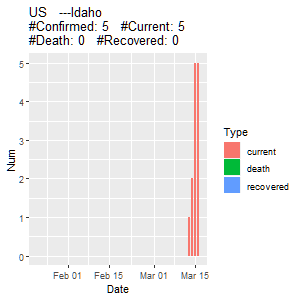 US   ---Idaho
#Confirmed: 5   #Current: 5
#Death: 0   #Recovered: 0
Num
5
4
3
2
1
0
Feb 01 Feb 15 Mar 01 Mar 15
Date
Type
current
death
recovered